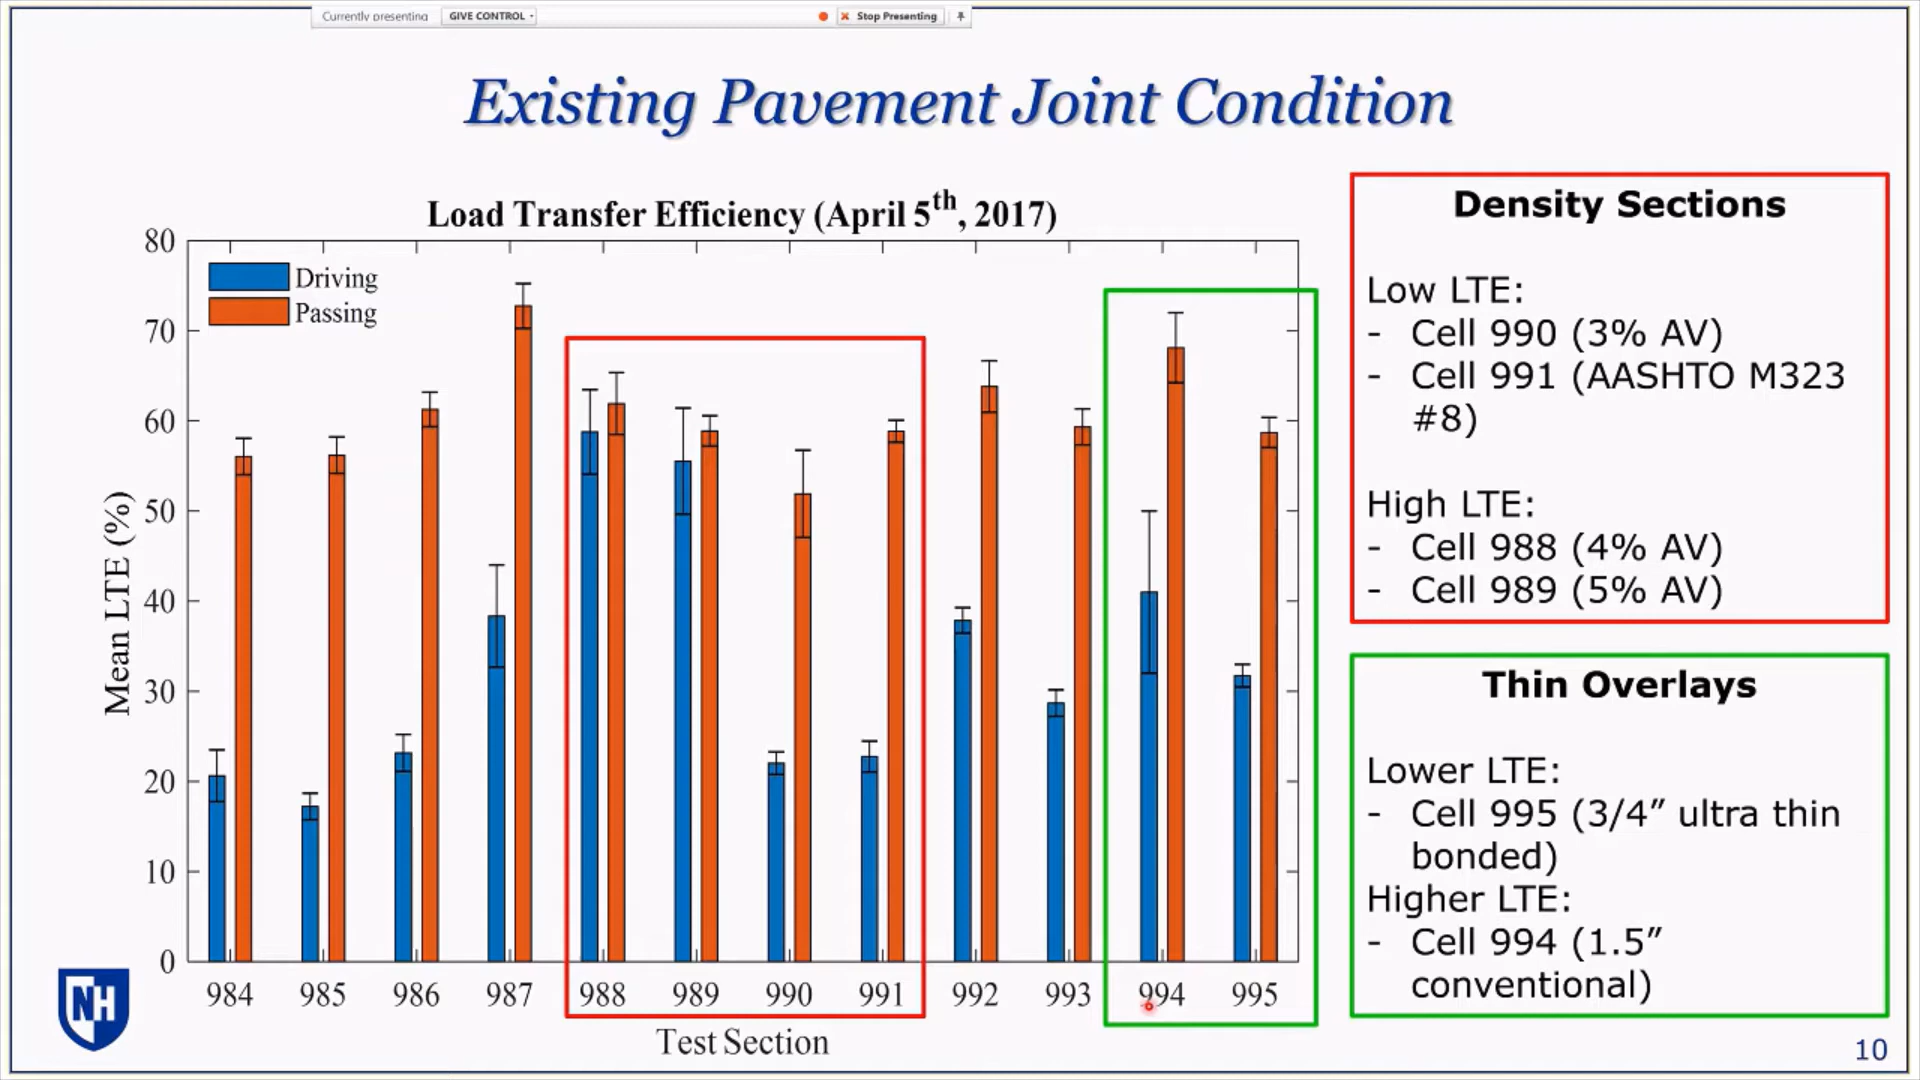 Currently presenting GIVE CONTROL Stop Presenting
Existing Pavement Joint Condition
Load Transfer Efficiency (April 5th, 2017)
80
70
60
50
40
30
20
10
0
Mean LTE (%)
Driving
Passing
984 985 986 987 988 989 990 991 992 993 994 995
Test Section
Density Sections
Low LTE:
- Cell 990 (3% AV)
- Cell 991 (AASHTO M323
#8)
High LTE:
- Cell 988 (4% AV)
- Cell 989 (5% AV)
Thin Overlays
Lower LTE:
- Cell 995 (3/4” ultra thin
bonded)
Higher LTE:
- Cell 994 (1.5”
conventional)
NH
10